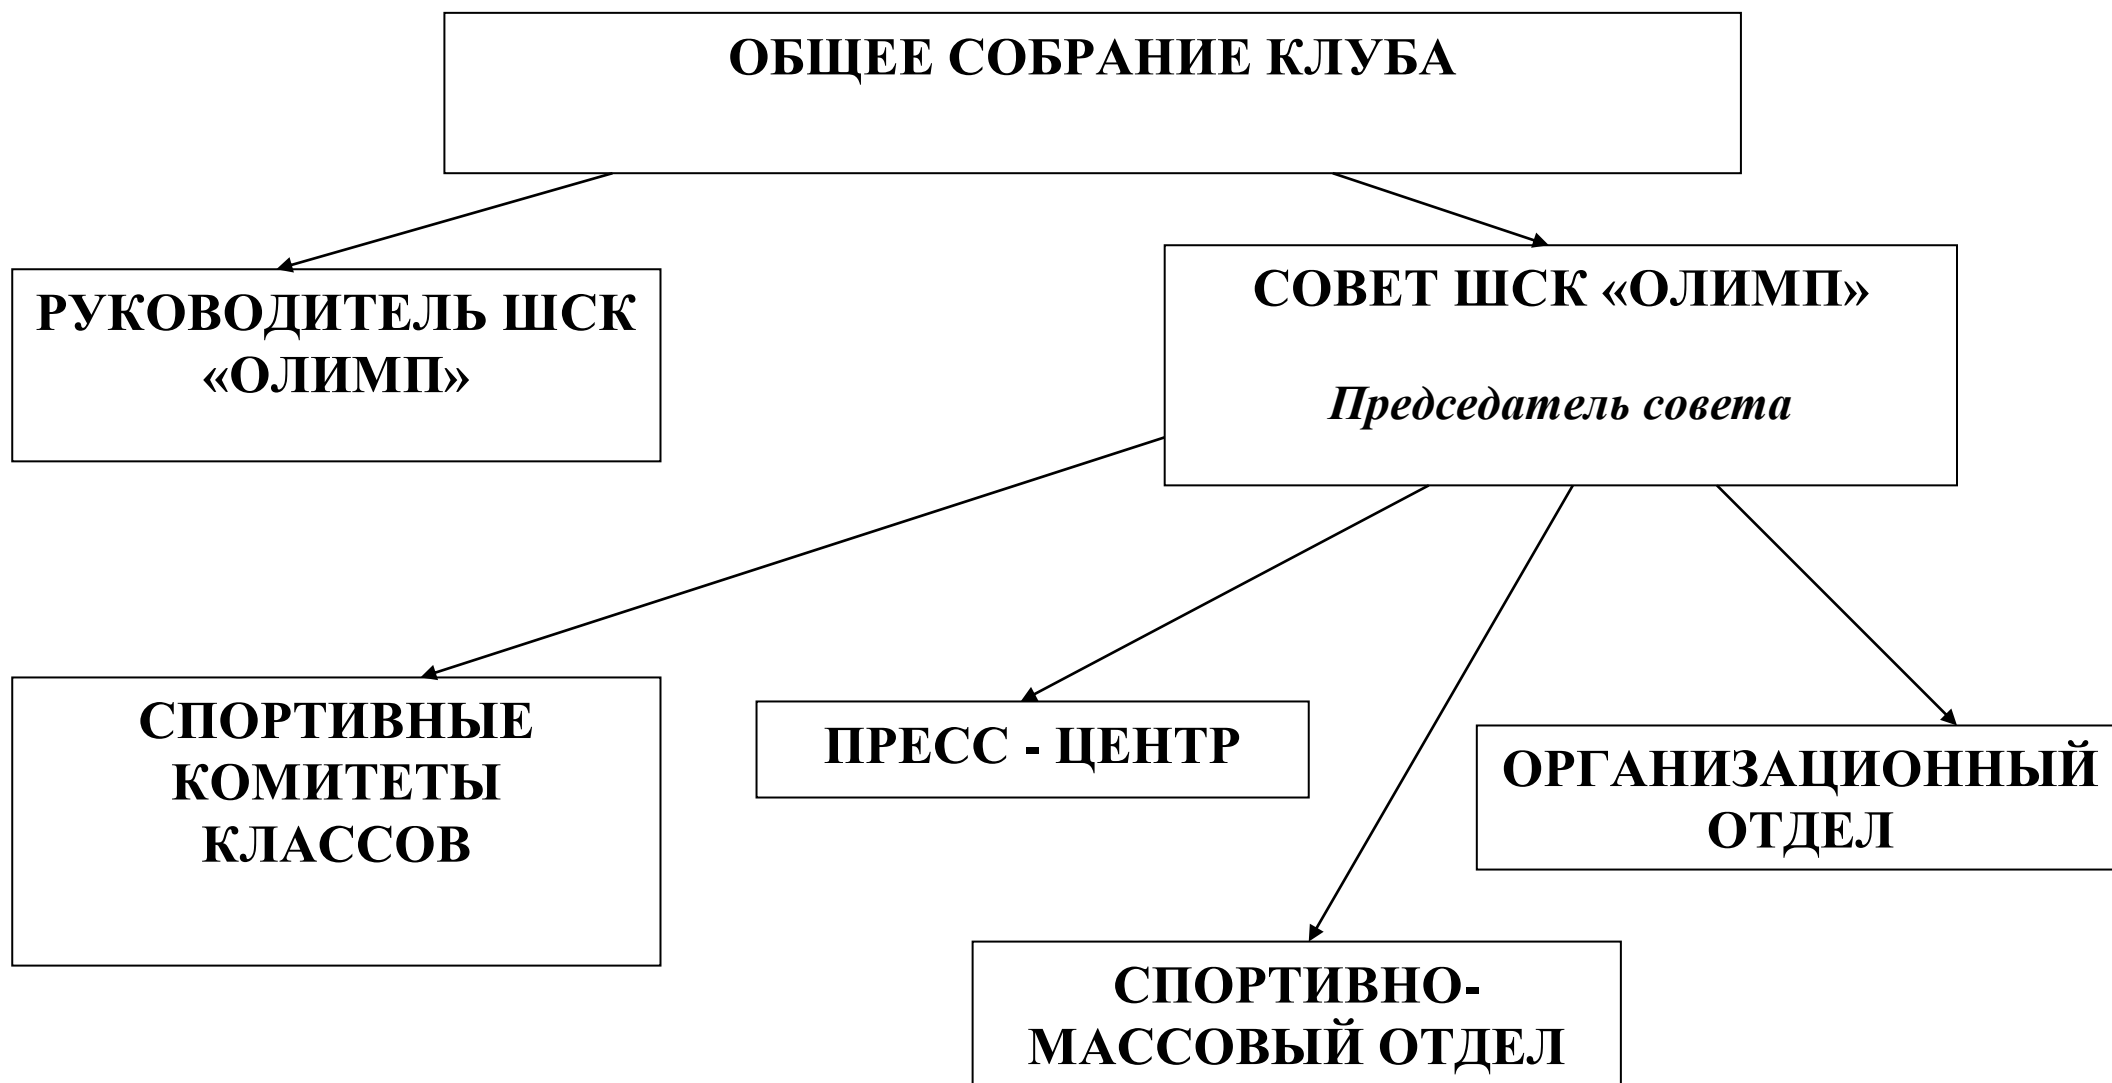 ОБЩЕЕ СОБРАНИЕ КЛУБА
РУКОВОДИТЕЛЬ ШСК
«ОЛИМП»
СОВЕТ ШСК «ОЛИМП»
Председатель совета
СПОРТИВНЫЕ
КОМИТЕТЫ
КЛАССОВ
ПРЕСС - ЦЕНТР
ОРГАНИЗАЦИОННЫЙ
ОТДЕЛ
СПОРТИВНО-
МАССОВЫЙ ОТДЕЛ